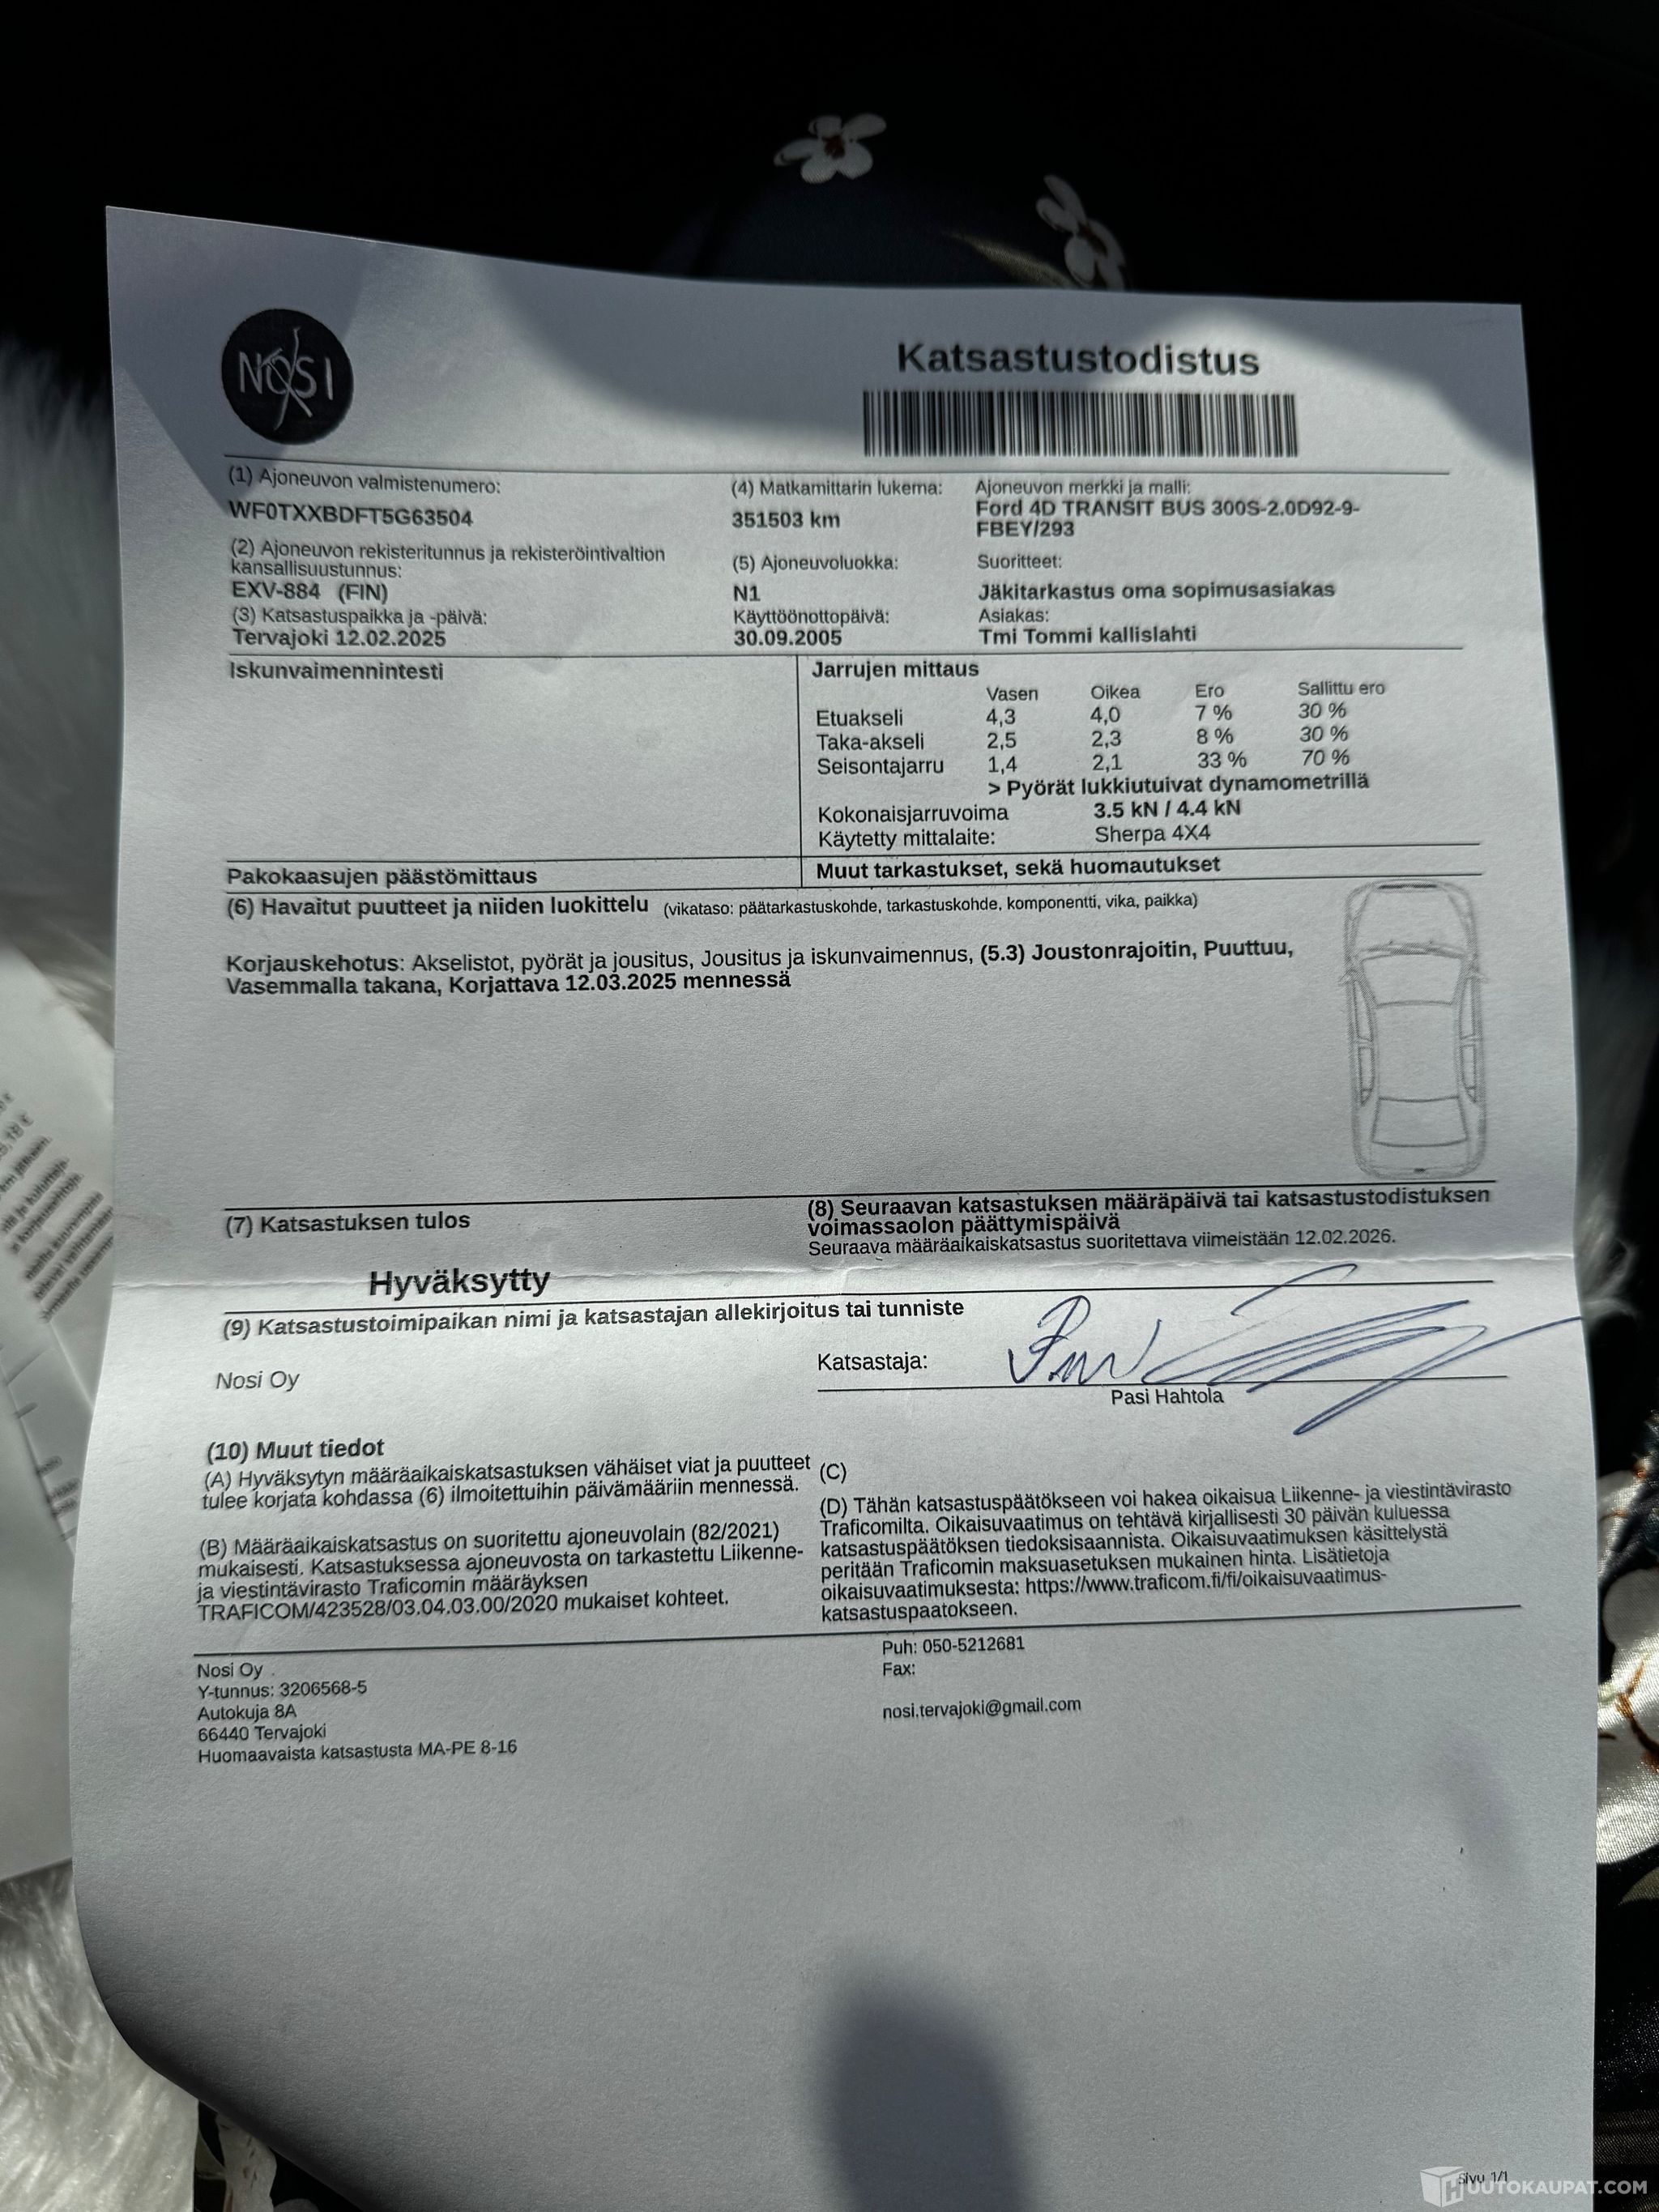 NOSI
Katsastustodistus
(1) Ajoneuvon valmistenumero:
WF0TXXBDFT5G63504
(4) Matkamittarin lukema:
351503 km
Ajoneuvon merkki ja malli:
Ford 4D TRANSIT BUS 300S-2.0D92-9-
FBEY/293
(2) Ajoneuvon rekisteritunnus ja rekisteröintivaltion
kansallisuustunnus:
EXV-884 (FIN)
(5) Ajoneuvoluokka:
N1
Suoritteet:
Jäkitarkastus oma sopimusasiakas
(3) Katsastuspaikka ja -päivä:
Tervajoki 12.02.2025
Käyttöönottopäivä:
30.09.2005
Asiakas:
Tmi Tommi kallislahti
Iskunvaimennintesti
Jarrujen mittaus
Vasen Oikea Ero Sallittu ero
Etuakseli 4,3 4,0 7 % 30 %
Taka-akseli 2,5 2,3 8 % 30 %
Seisontajarru 1,4 2,1 33 % 70 %
> Pyörät lukkiutuivat dynamometrillä
Kokonaisjarruvoima 3.5 kN / 4.4 kN
Käytetty mittalaite: Sherpa 4X4
Pakokaasujen päästömittaus
Muut tarkastukset, sekä huomautukset
(6) Havaitut puutteet ja niiden luokittelu (vikataso: päätarkastuskohde, tarkastuskohde, komponentti, vika, paikka)
Korjauskehotus: Akselistot, pyörät ja jousitus, Jousitus ja iskunvaimennus, (5.3) Joustonrajoitin, Puuttuu,
Vasemmalla takana, Korjattava 12.03.2025 mennessä
(7) Katsastuksen tulos
Hyväksytty
(8) Seuraavan katsastuksen määräpäivä tai katsastustodistuksen
voimassaolon päättymispäivä
Seuraava määräaikaiskatsastus suoritettava viimeistään 12.02.2026.
(9) Katsastustoimipaikan nimi ja katsastajan allekirjoitus tai tunniste
Nosi Oy
Katsastaja:
Pasi Hahtola
(10) Muut tiedot
(A) Hyväksytyn määräaikaiskatsastuksen vähäiset viat ja puutteet
tulee korjata kohdassa (6) ilmoitettuihin päivämääriin mennessä.
(B) Määräaikaiskatsastus on suoritettu ajoneuvolain (82/2021)
mukaisesti. Katsastuksessa ajoneuvosta on tarkastettu Liikenne-
ja viestintävirasto Traficomin määräyksen
TRAFICOM/423528/03.04.03.00/2020 mukaiset kohteet.
(C)
(D) Tähän katsastuspäätökseen voi hakea oikaisua Liikenne- ja viestintävirasto
Traficomilta. Oikaisuvaatimus on tehtävä kirjallisesti 30 päivän kuluessa
katsastuspäätöksen tiedoksisaannista. Oikaisuvaatimuksen käsittelystä
peritään Traficomin maksuasetuksen mukainen hinta. Lisätietoja
oikaisuvaatimuksesta: https://www.traficom.fi/fi/oikaisuvaatimus-
katsastuspaatokseen.
Nosi Oy
Y-tunnus: 3206568-5
Autokuja 8A
66440 Tervajoki
Huomaavaista katsastusta MA-PE 8-16
Puh: 050-5212681
Fax:
nosi.tervajoki@gmail.com
Sivu 1/1
HUUTOKAUPAT.COM